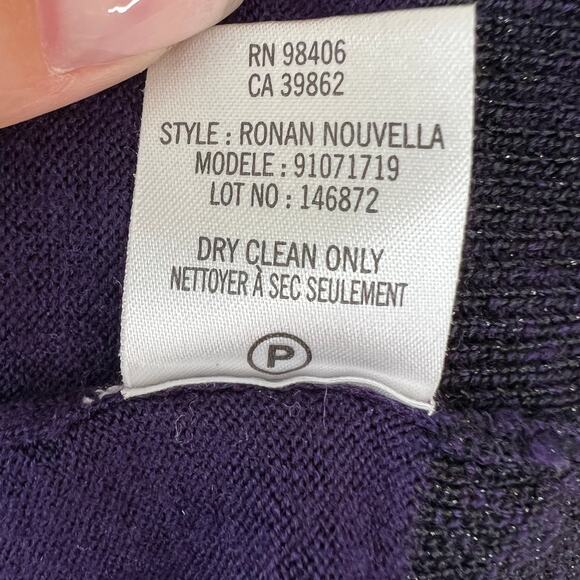 RN 98406
CA 39862
STYLE : RONAN NOUVELLA
MODELE : 91071719
LOT NO : 146872
DRY CLEAN ONLY
NETTOYER À SEC SEULEMENT
P